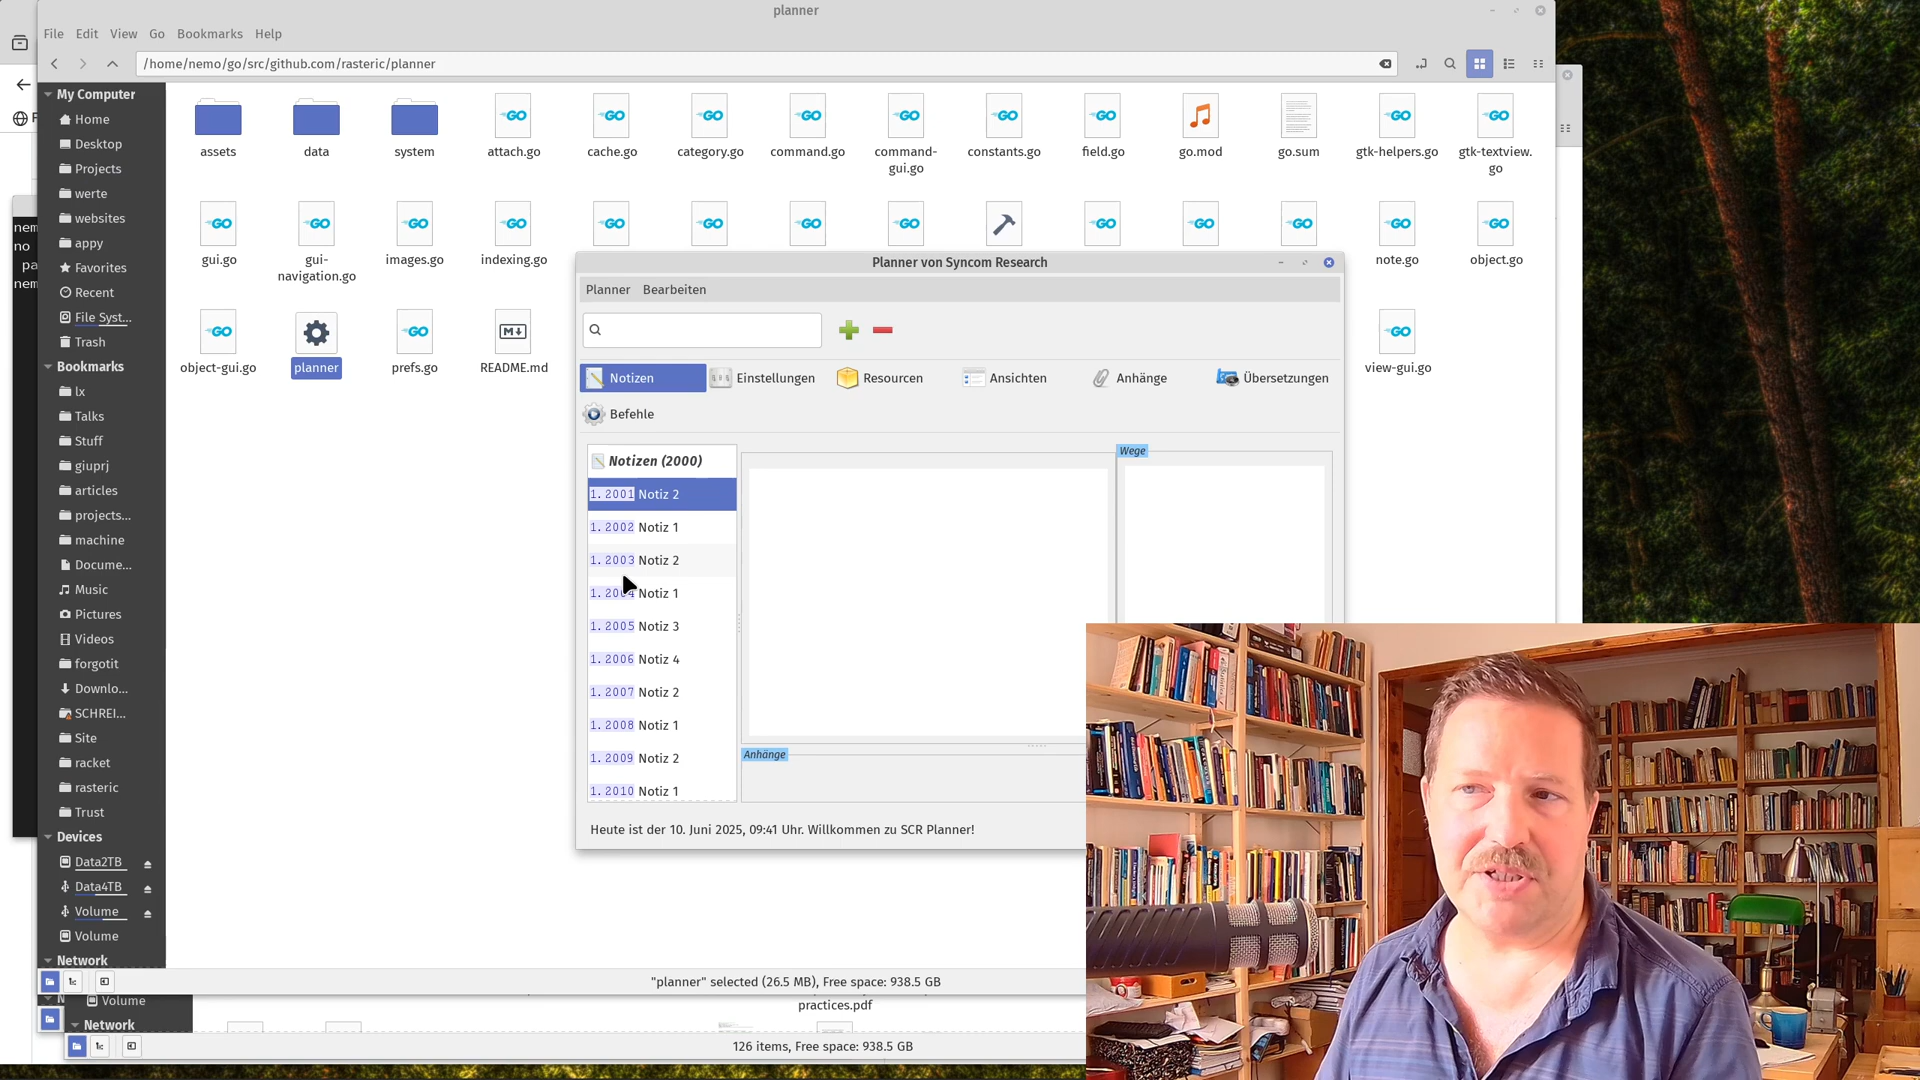 planner
File Edit View Go Bookmarks Help
/home/nemo/go/src/github.com/rasteric/planner
My Computer
Home
Desktop
Projects
werte
websites
appy
Favorites
Recent
File Syst...
Trash
Bookmarks
lx
Talks
Stuff
giuprj
articles
projects...
machine
Docume...
Music
Pictures
Videos
forgotit
Downlo...
SCHREI...
Site
racket
rasteric
Trust
Devices
Data2TB
Data4TB
Volume
Volume
Network
assets data system attach.go cache.go category.go command.go command-gui.go constants.go field.go go.mod go.sum gtk-helpers.go gtk-textview.go
gui.go gui-navigation.go images.go indexing.go note.go object.go
object-gui.go planner prefs.go README.md view-gui.go
Planner von Syncom Research
Planner Bearbeiten
Notizen Einstellungen Resourcen Ansichten Anhänge Übersetzungen
Befehle
Notizen (2000)
1.2001 Notiz 2
1.2002 Notiz 1
1.2003 Notiz 2
1.2004 Notiz 1
1.2005 Notiz 3
1.2006 Notiz 4
1.2007 Notiz 2
1.2008 Notiz 1
1.2009 Notiz 2
1.2010 Notiz 1
Wege
Anhänge
Heute ist der 10. Juni 2025, 09:41 Uhr. Willkommen zu SCR Planner!
"planner" selected (26.5 MB), Free space: 938.5 GB
practices.pdf
Volume
Network
126 items, Free space: 938.5 GB
nem
no
pa
nem